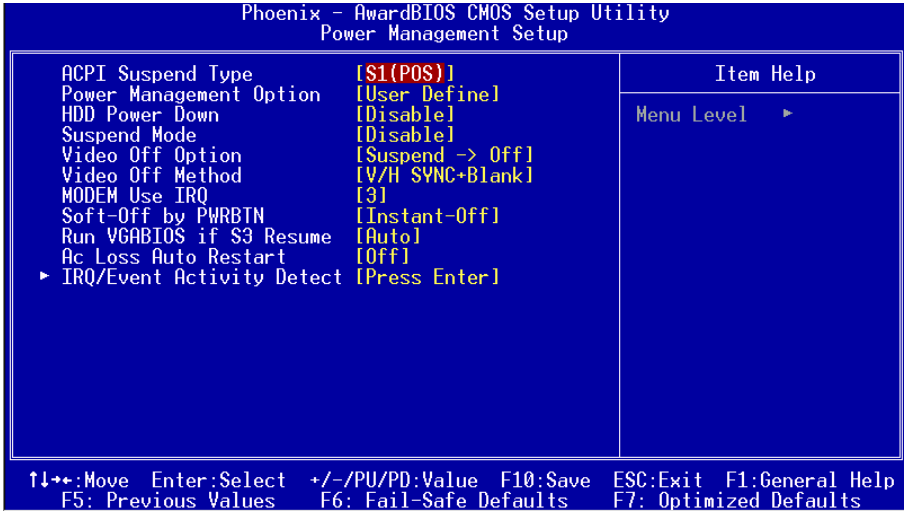 Phoenix - AwardBIOS CMOS Setup Utility
Power Management Setup
ACPI Suspend Type [S1(POS)]
Power Management Option [User Define]
HDD Power Down [Disable]
Suspend Mode [Disable]
Video Off Option [Suspend -> Off]
Video Off Method [V/H SYNC+Blank]
MODEM Use IRQ [3]
Soft-Off by PWRBTN [Instant-Off]
Run VGABIOS if S3 Resume [Auto]
Ac Loss Auto Restart [Off]
► IRQ/Event Activity Detect [Press Enter]
Item Help
Menu Level ►
↑↓→←:Move Enter:Select +/-/PU/PD:Value F10:Save ESC:Exit F1:General Help
F5: Previous Values F6: Fail-Safe Defaults F7: Optimized Defaults